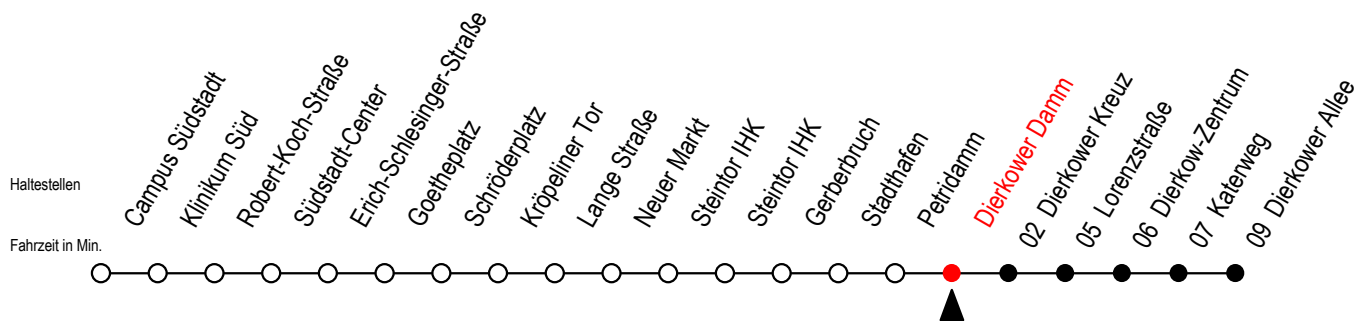 Haltestellen
Fahrzeit in Min.
Campus Südstadt
Klinikum Süd
Robert-Koch-Straße
Südstadt-Center
Erich-Schlesinger-Straße
Goetheplatz
Schröderplatz
Kröpeliner Tor
Lange Straße
Neuer Markt
Steintor IHK
Steintor IHK
Gerberbruch
Stadthafen
Petridamm
Dierkower Damm
02 Dierkower Kreuz
05 Lorenzstraße
06 Dierkow-Zentrum
07 Katerweg
09 Dierkower Allee